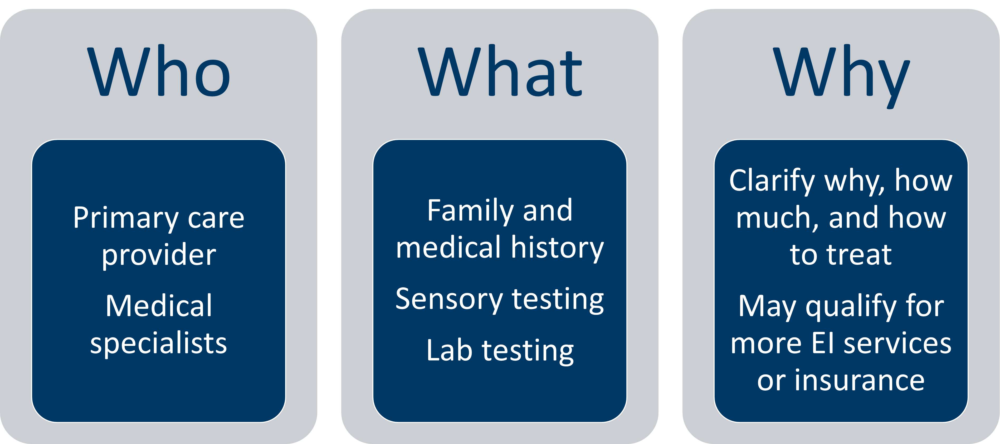 Who
Primary care
provider
Medical
specialists
What
Family and
medical history
Sensory testing
Lab testing
Why
Clarify why, how
much, and how
to treat
May qualify for
more EI services
or insurance